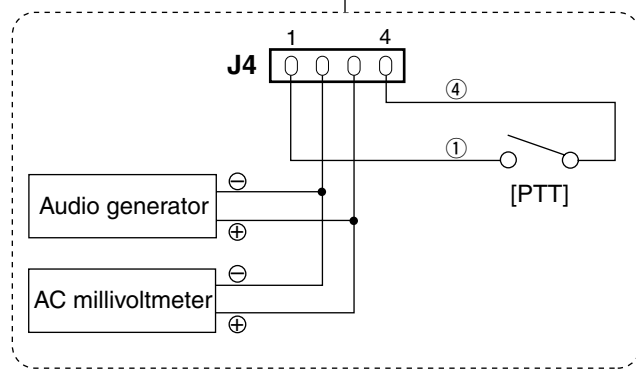 1 4
J4
④
①
[PTT]
⊖
Audio generator
⊕
⊖
AC millivoltmeter
⊕